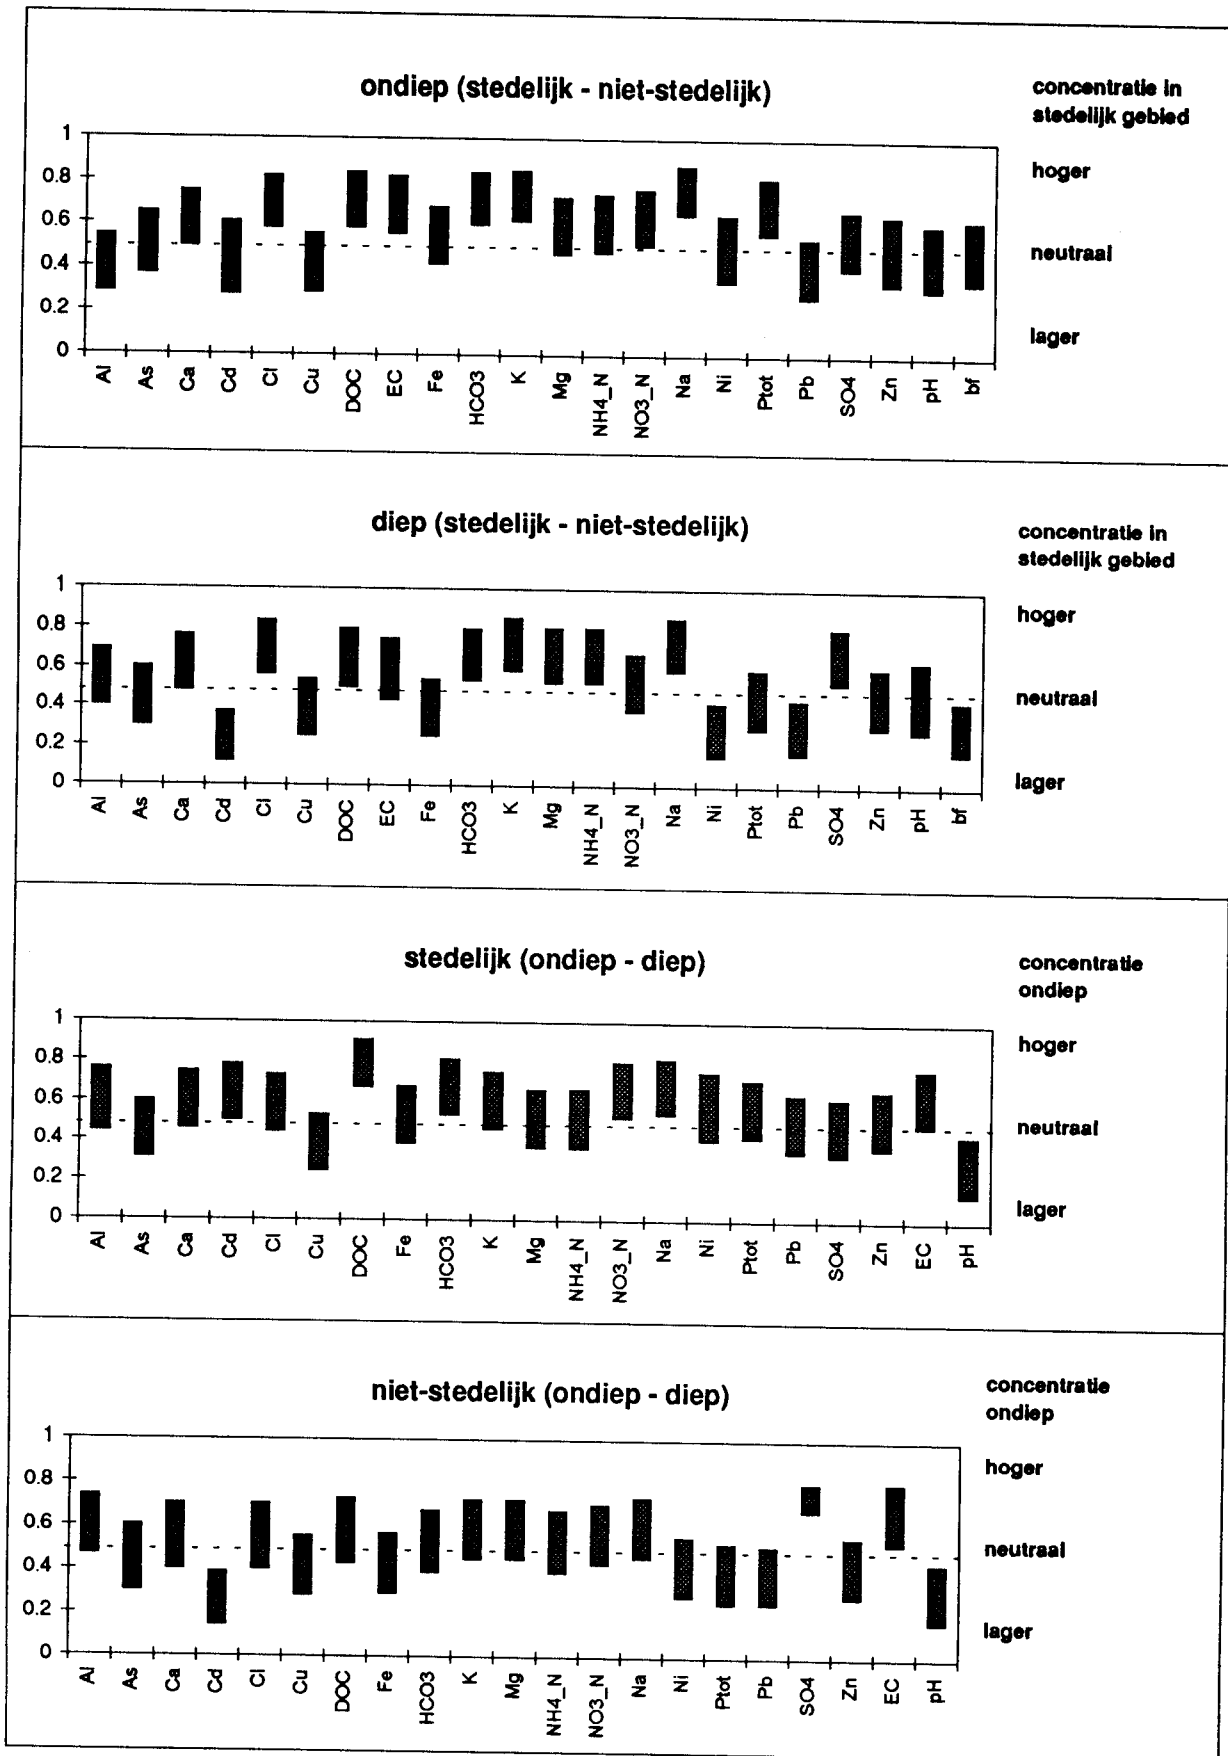 ondiep (stedelijk - niet-stedelijk)
concentratie in
stedelijk gebied
1
0.8
0.6
0.4
0.2
0
hoger
neutraal
lager
Al
As
Ca
Cd
Cl
Cu
DOC
EC
Fe
HCO3
K
Mg
NH4_N
NO3_N
Na
Ni
Ptot
Pb
SO4
Zn
pH
bf
diep (stedelijk - niet-stedelijk)
concentratie in
stedelijk gebied
1
0.8
0.6
0.4
0.2
0
hoger
neutraal
lager
Al
As
Ca
Cd
Cl
Cu
DOC
EC
Fe
HCO3
K
Mg
NH4_N
NO3_N
Na
Ni
Ptot
Pb
SO4
Zn
pH
bf
stedelijk (ondiep - diep)
concentratie
ondiep
1
0.8
0.6
0.4
0.2
0
hoger
neutraal
lager
Al
As
Ca
Cd
Cl
Cu
DOC
Fe
HCO3
K
Mg
NH4_N
NO3_N
Na
Ni
Ptot
Pb
SO4
Zn
EC
pH
niet-stedelijk (ondiep - diep)
concentratie
ondiep
1
0.8
0.6
0.4
0.2
0
hoger
neutraal
lager
Al
As
Ca
Cd
Cl
Cu
DOC
Fe
HCO3
K
Mg
NH4_N
NO3_N
Na
Ni
Ptot
Pb
SO4
Zn
EC
pH